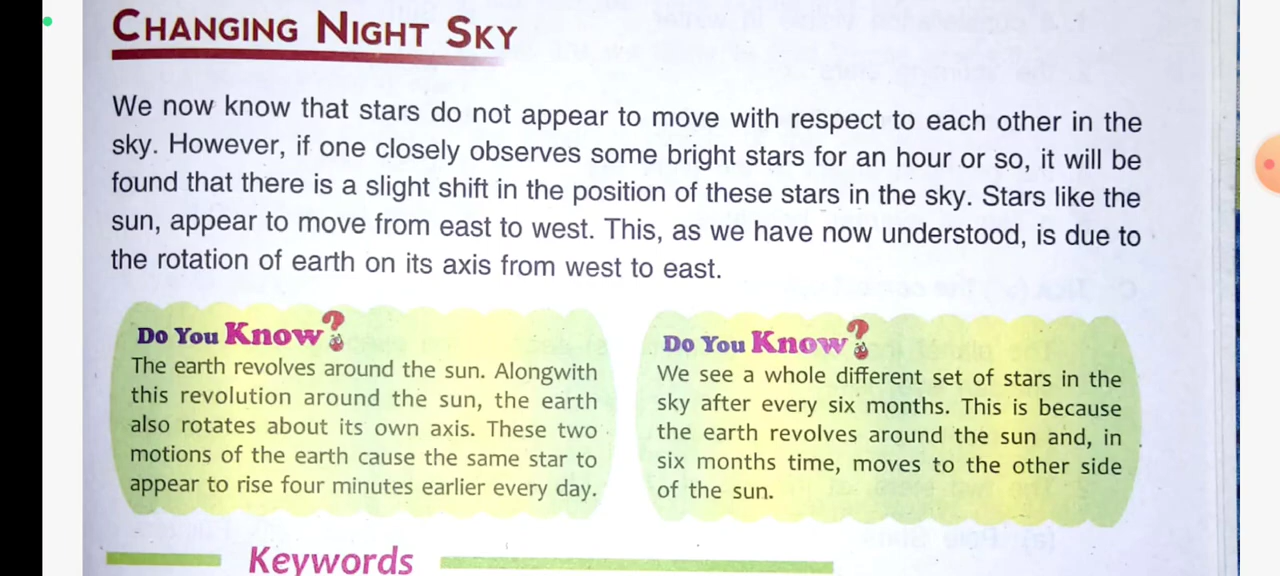 CHANGING NIGHT SKY
We now know that stars do not appear to move with respect to each other in the
sky. However, if one closely observes some bright stars for an hour or so, it will be
found that there is a slight shift in the position of these stars in the sky. Stars like the
sun, appear to move from east to west. This, as we have now understood, is due to
the rotation of earth on its axis from west to east.
Do You Know?
The earth revolves around the sun. Alongwith
this revolution around the sun, the earth
also rotates about its own axis. These two
motions of the earth cause the same star to
appear to rise four minutes earlier every day.
Do You Know?
We see a whole different set of stars in the
sky after every six months. This is because
the earth revolves around the sun and, in
six months time, moves to the other side
of the sun.
Keywords